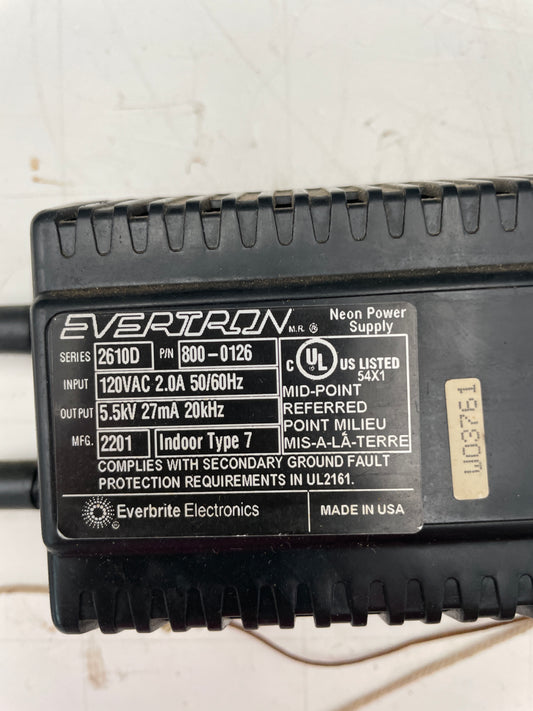 EVERTRON M.R. ®
Neon Power
Supply
SERIES 2610D P/N 800-0126
INPUT 120VAC 2.0A 50/60Hz
OUTPUT 5.5kV 27mA 20kHz
MFG. 2201 Indoor Type 7
C UL US LISTED
54X1
MID-POINT
REFERRED
POINT MILIEU
MIS-A-LÀ-TERRE
COMPLIES WITH SECONDARY GROUND FAULT
PROTECTION REQUIREMENTS IN UL2161.
Everbrite Electronics
®
MADE IN USA
W03761